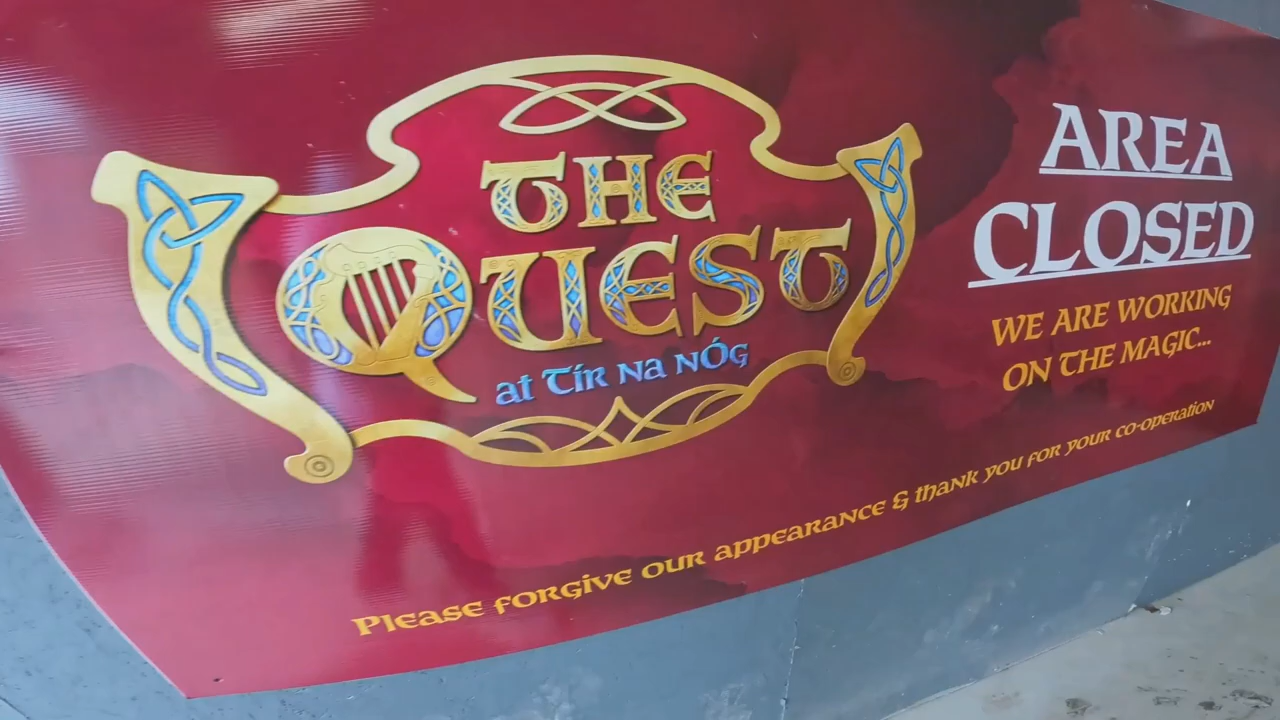 THE
QUEST
at Tír na nÓg
AREA
CLOSED
WE ARE WORKING
ON THE MAGIC...
Please forgive our appearance & thank you for your co-operation